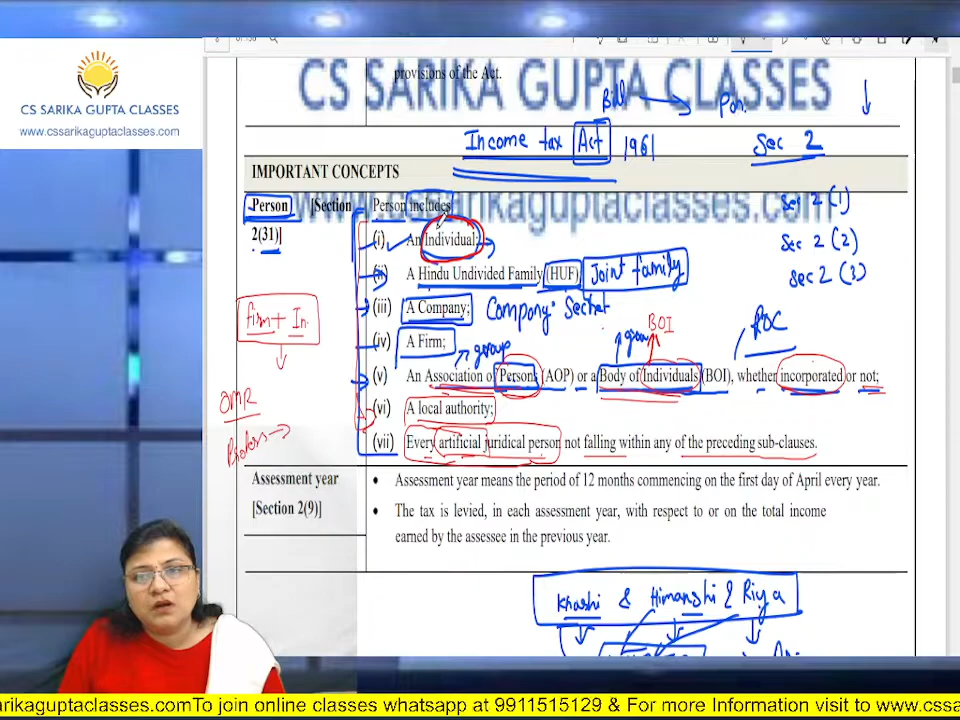 CS SARIKA GUPTA CLASSES
www.cssarikaguptaclasses.com
provisions of the Act.
CS SARIKA GUPTA CLASSES
Bill
Income tax Act 1961
Sec 2
IMPORTANT CONCEPTS
www.cssarikaguptaclasses.com
Person [Section
2(31)]
Person includes
(i) An Individual;
(ii) A Hindu Undivided Family (HUF) Joint family
(iii) A Company; Company
(iv) A Firm;
(v) An Association of Persons (AOP) or a Body of Individuals (BOI), whether incorporated or not;
(vi) A local authority;
(vii) Every artificial juridical person not falling within any of the preceding sub-clauses.
Sec 2 (1)
Sec 2 (2)
Sec 2 (3)
BOI
ROC
group
group
firm + In.
OMR
Assessment year
[Section 2(9)]
• Assessment year means the period of 12 months commencing on the first day of April every year.
• The tax is levied, in each assessment year, with respect to or on the total income
earned by the assessee in the previous year.
Khushi & Himanshi & Riya
arikaguptaclasses.comTo join online classes whatsapp at 9911515129 & For more Information visit to www.cssa